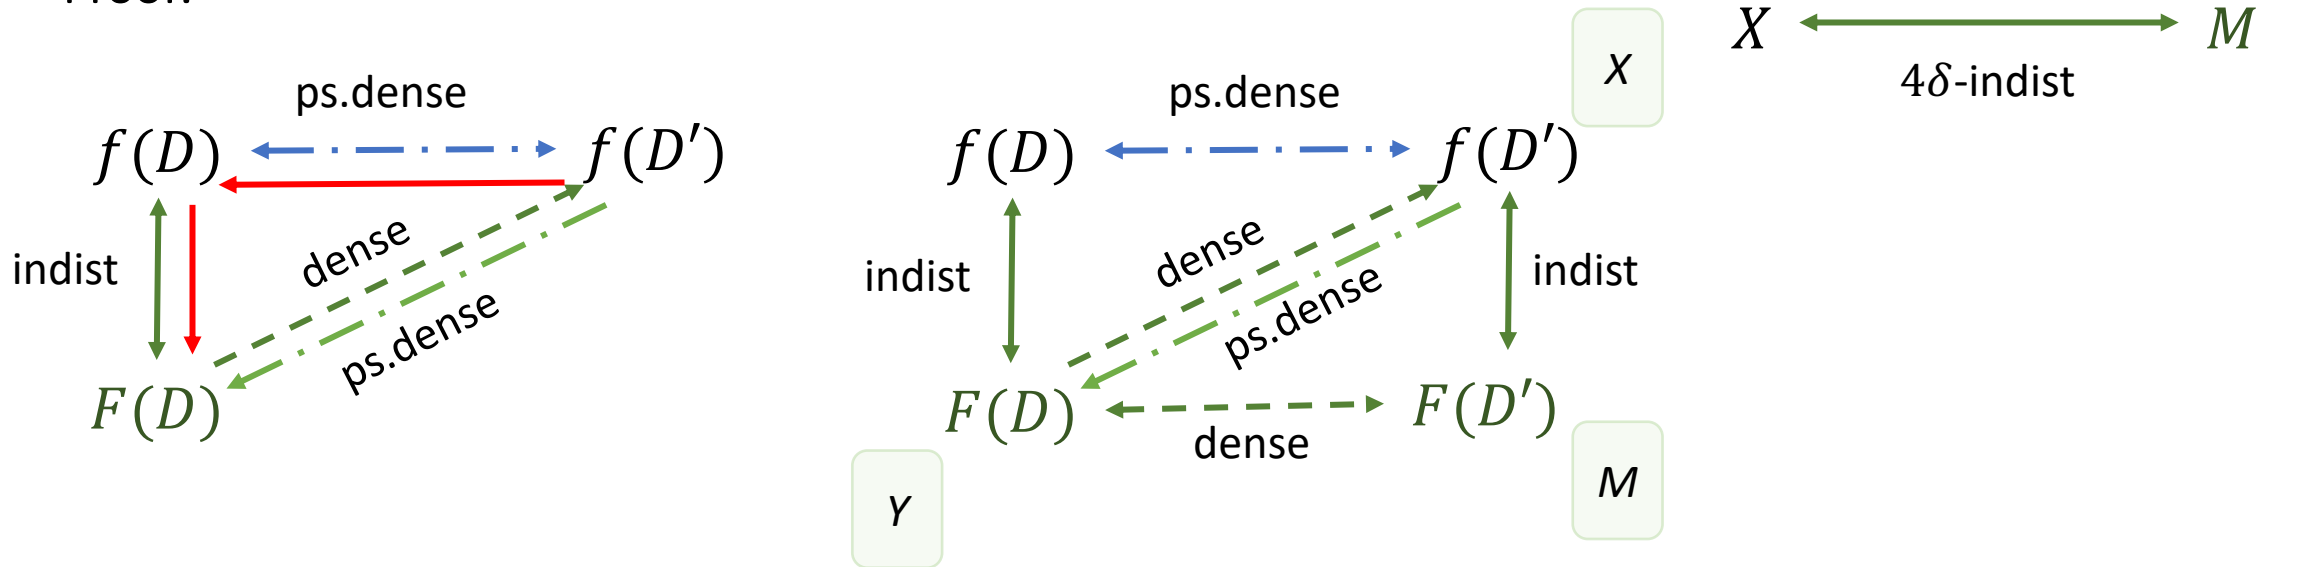 ps.dense
f(D)
f(D′)
indist
dense
ps.dense
F(D)
ps.dense
f(D)
f(D′)
X
indist
dense
ps.dense
indist
F(D)
F(D′)
dense
Y
M
X
M
4δ-indist